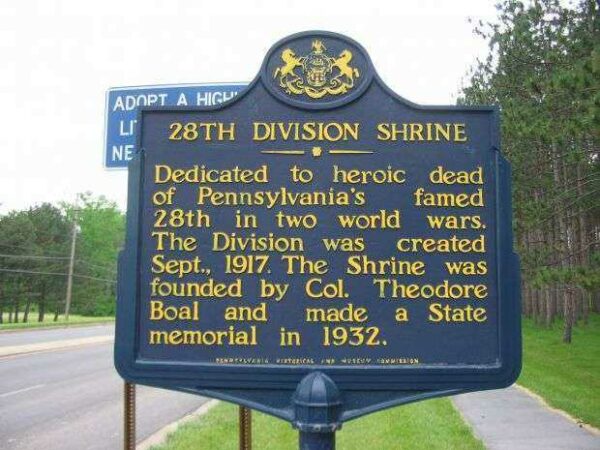 ADOPT A HIGH
LI
NE
28TH DIVISION SHRINE
Dedicated to heroic dead
of Pennsylvania's famed
28th in two world wars.
The Division was created
Sept., 1917. The Shrine was
founded by Col. Theodore
Boal and made a State
memorial in 1932.
PENNSYLVANIA HISTORICAL AND MUSEUM COMMISSION